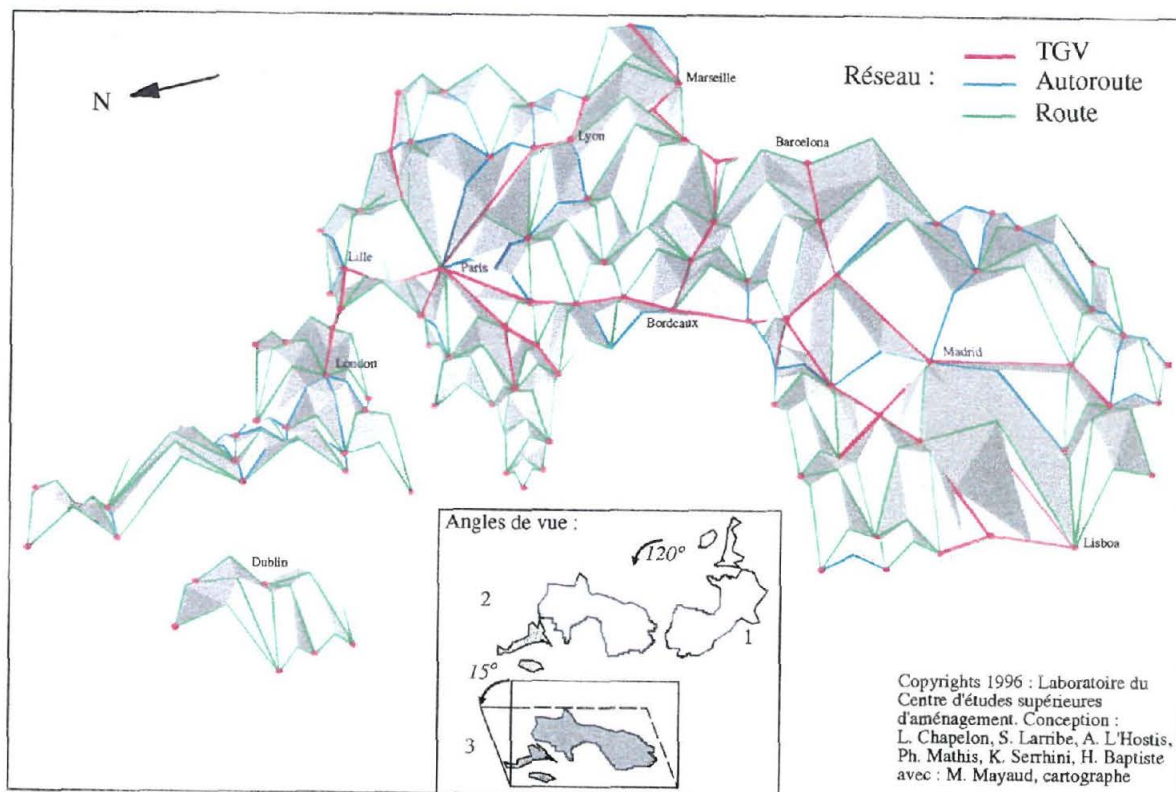 N
Réseau :
TGV
Autoroute
Route
Marseille
Lyon
Barcelona
Lille
Paris
Bordeaux
London
Madrid
Dublin
Lisboa
Angles de vue :
120°
2
1
15°
3
Copyrights 1996 : Laboratoire du
Centre d'études supérieures
d'aménagement. Conception :
L. Chapelon, S. Larribe, A. L'Hostis,
Ph. Mathis, K. Serrhini, H. Baptiste
avec : M. Mayaud, cartographe